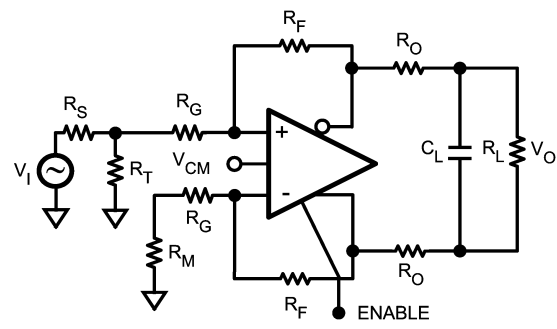 R_F
R_O
R_S
R_G
V_I
~
R_T
V_CM
+
-
C_L
R_L
V_O
R_G
R_M
R_F
R_O
ENABLE